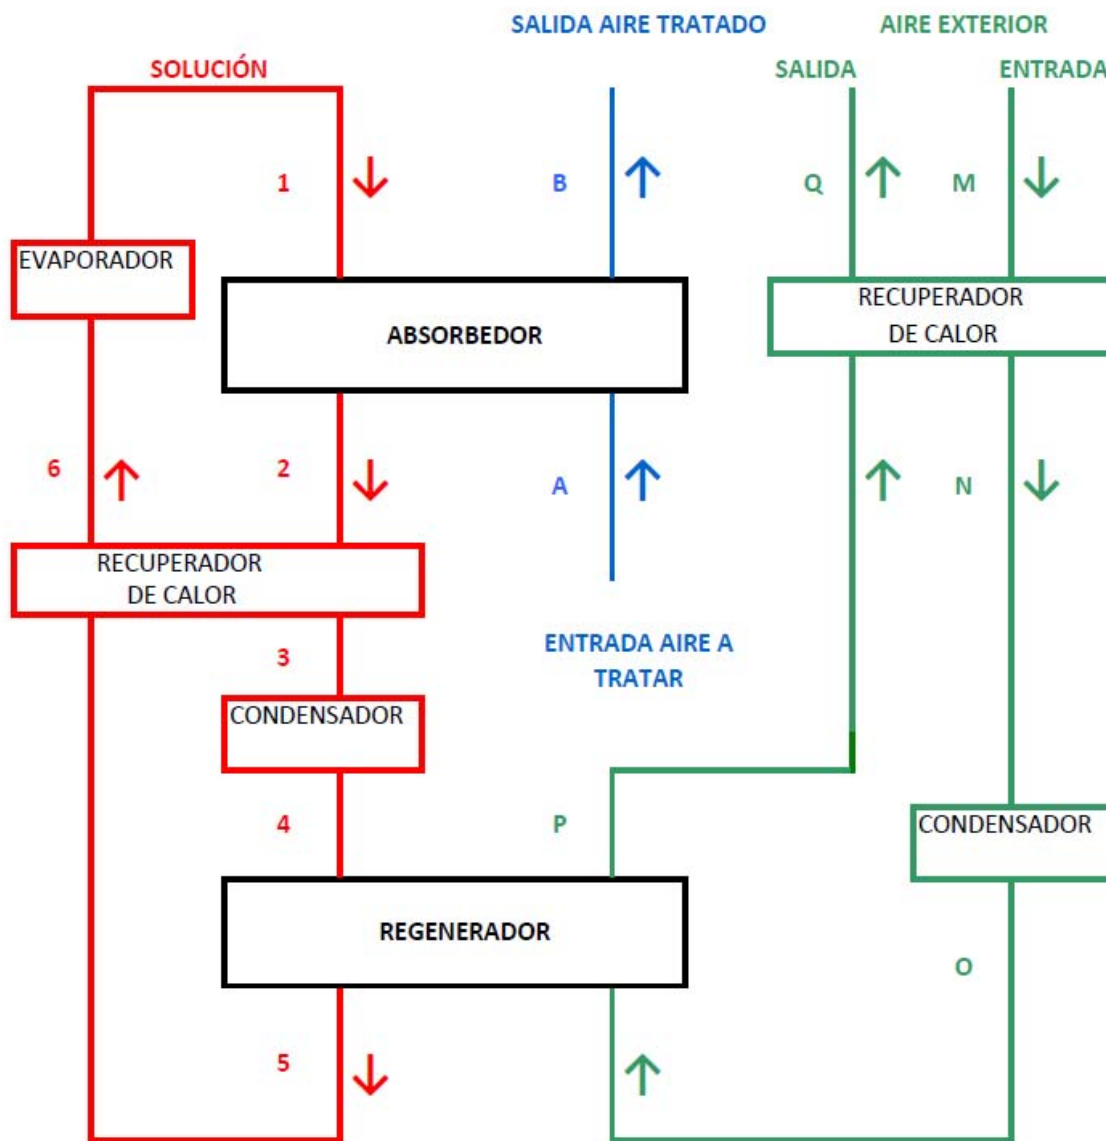 SALIDA AIRE TRATADO
AIRE EXTERIOR
SOLUCIÓN
SALIDA
ENTRADA
1
B
Q
M
EVAPORADOR
ABSORBEDOR
RECUPERADOR
DE CALOR
6
2
A
N
RECUPERADOR
DE CALOR
ENTRADA AIRE A
TRATAR
3
CONDENSADOR
4
P
CONDENSADOR
REGENERADOR
O
5